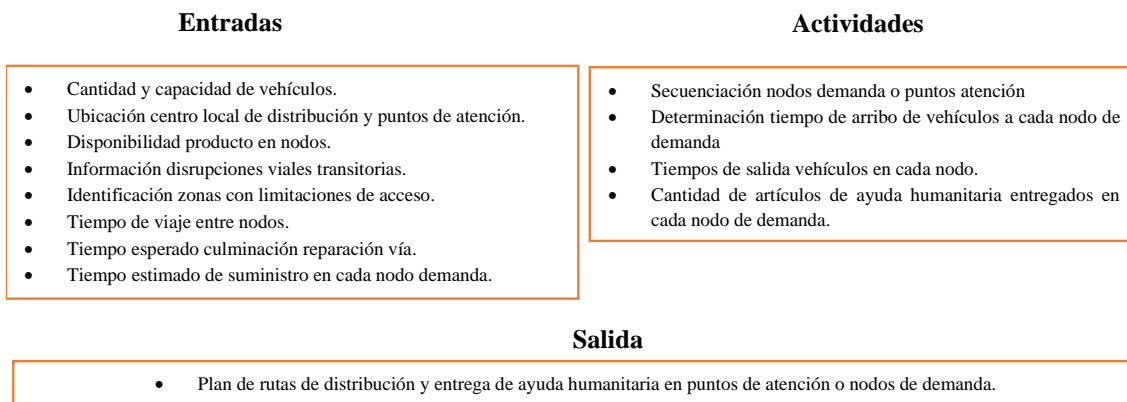 Entradas
• Cantidad y capacidad de vehículos.
• Ubicación centro local de distribución y puntos de atención.
• Disponibilidad producto en nodos.
• Información disrupciones viales transitorias.
• Identificación zonas con limitaciones de acceso.
• Tiempo de viaje entre nodos.
• Tiempo esperado culminación reparación vía.
• Tiempo estimado de suministro en cada nodo demanda.
Actividades
• Secuenciación nodos demanda o puntos atención
• Determinación tiempo de arribo de vehículos a cada nodo de
demanda
• Tiempos de salida vehículos en cada nodo.
• Cantidad de artículos de ayuda humanitaria entregados en
cada nodo de demanda.
Salida
• Plan de rutas de distribución y entrega de ayuda humanitaria en puntos de atención o nodos de demanda.